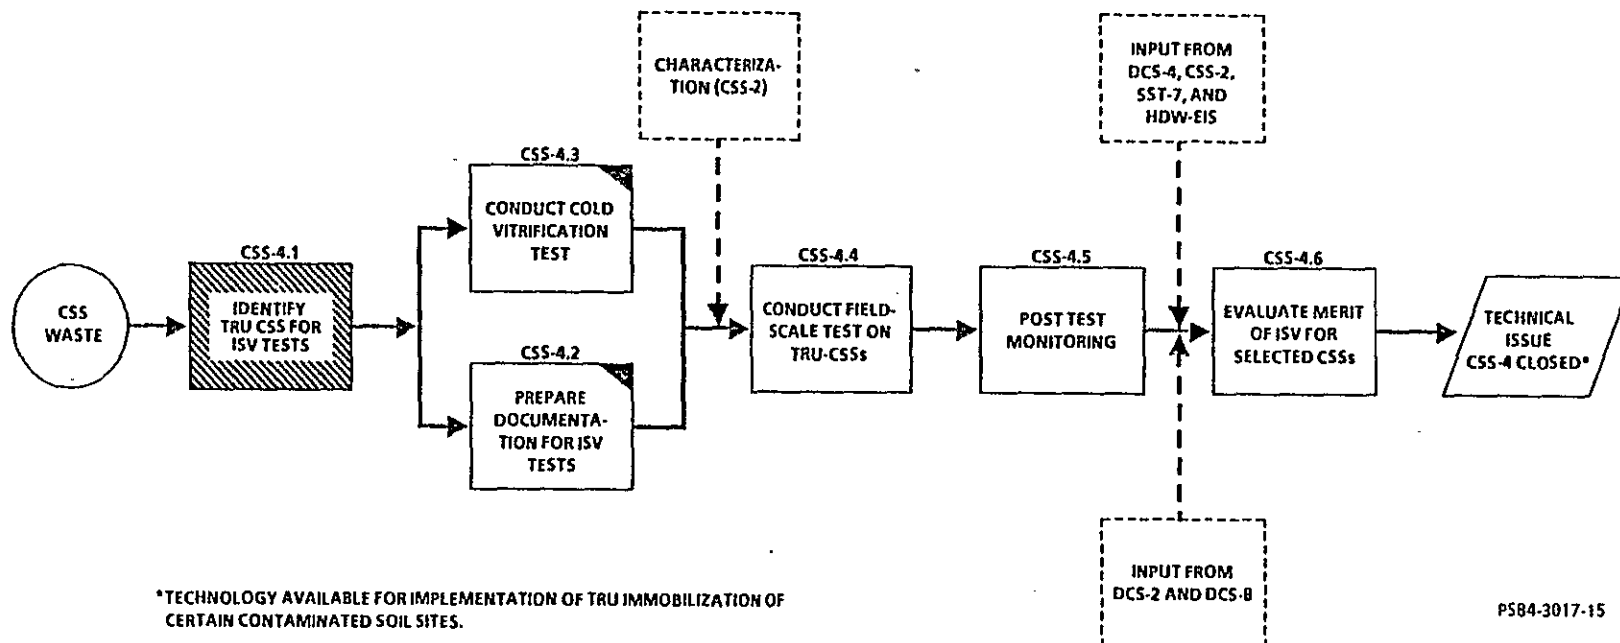 CHARACTERIZA-
TION (CSS-2)
INPUT FROM
DCS-4, CSS-2,
SST-7, AND
HDW-EIS
CSS
WASTE
CSS-4.1
IDENTIFY
TRU CSS FOR
ISV TESTS
CSS-4.3
CONDUCT COLD
VITRIFICATION
TEST
CSS-4.2
PREPARE
DOCUMENTA-
TION FOR ISV
TESTS
CSS-4.4
CONDUCT FIELD-
SCALE TEST ON
TRU-CSSs
CSS-4.5
POST TEST
MONITORING
CSS-4.6
EVALUATE MERIT
OF ISV FOR
SELECTED CSSs
TECHNICAL
ISSUE
CSS-4 CLOSED*
INPUT FROM
DCS-2 AND DCS-8
*TECHNOLOGY AVAILABLE FOR IMPLEMENTATION OF TRU IMMOBILIZATION OF
CERTAIN CONTAMINATED SOIL SITES.
PS84-3017-15